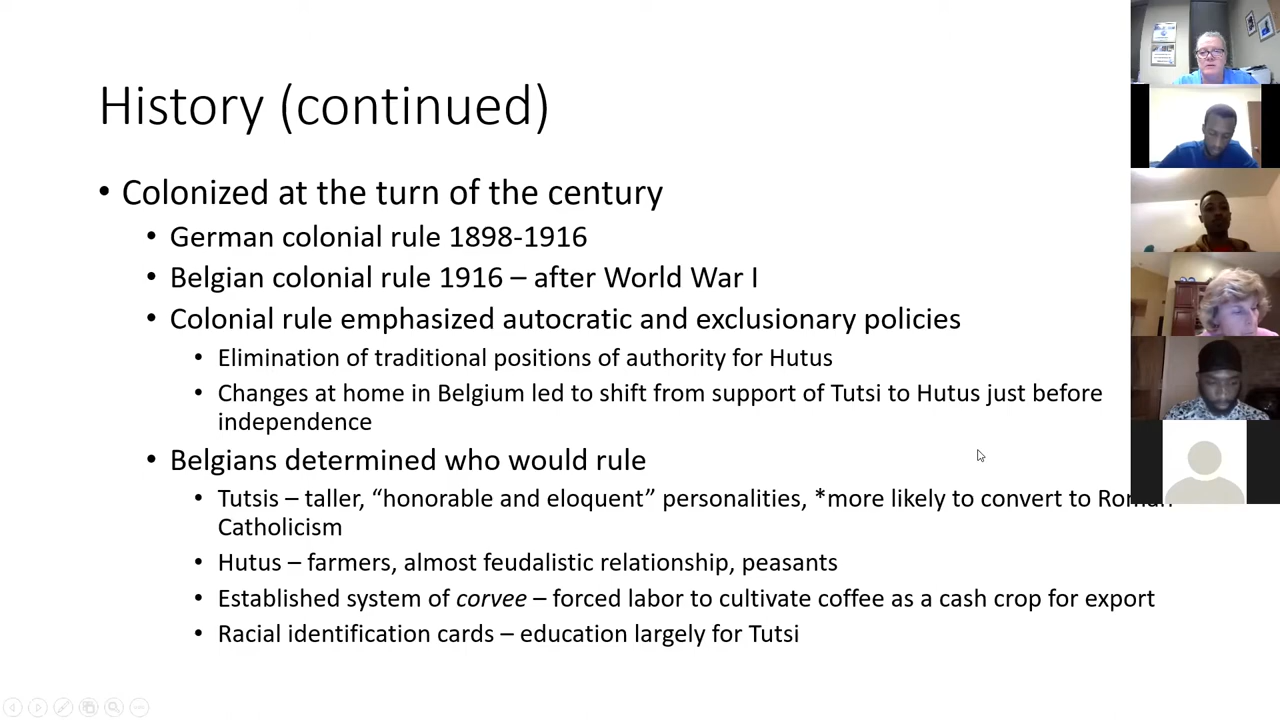 History (continued)
• Colonized at the turn of the century
• German colonial rule 1898-1916
• Belgian colonial rule 1916 – after World War I
• Colonial rule emphasized autocratic and exclusionary policies
• Elimination of traditional positions of authority for Hutus
• Changes at home in Belgium led to shift from support of Tutsi to Hutus just before
independence
• Belgians determined who would rule
• Tutsis – taller, “honorable and eloquent” personalities, *more likely to convert to Roman
Catholicism
• Hutus – farmers, almost feudalistic relationship, peasants
• Established system of corvee – forced labor to cultivate coffee as a cash crop for export
• Racial identification cards – education largely for Tutsi